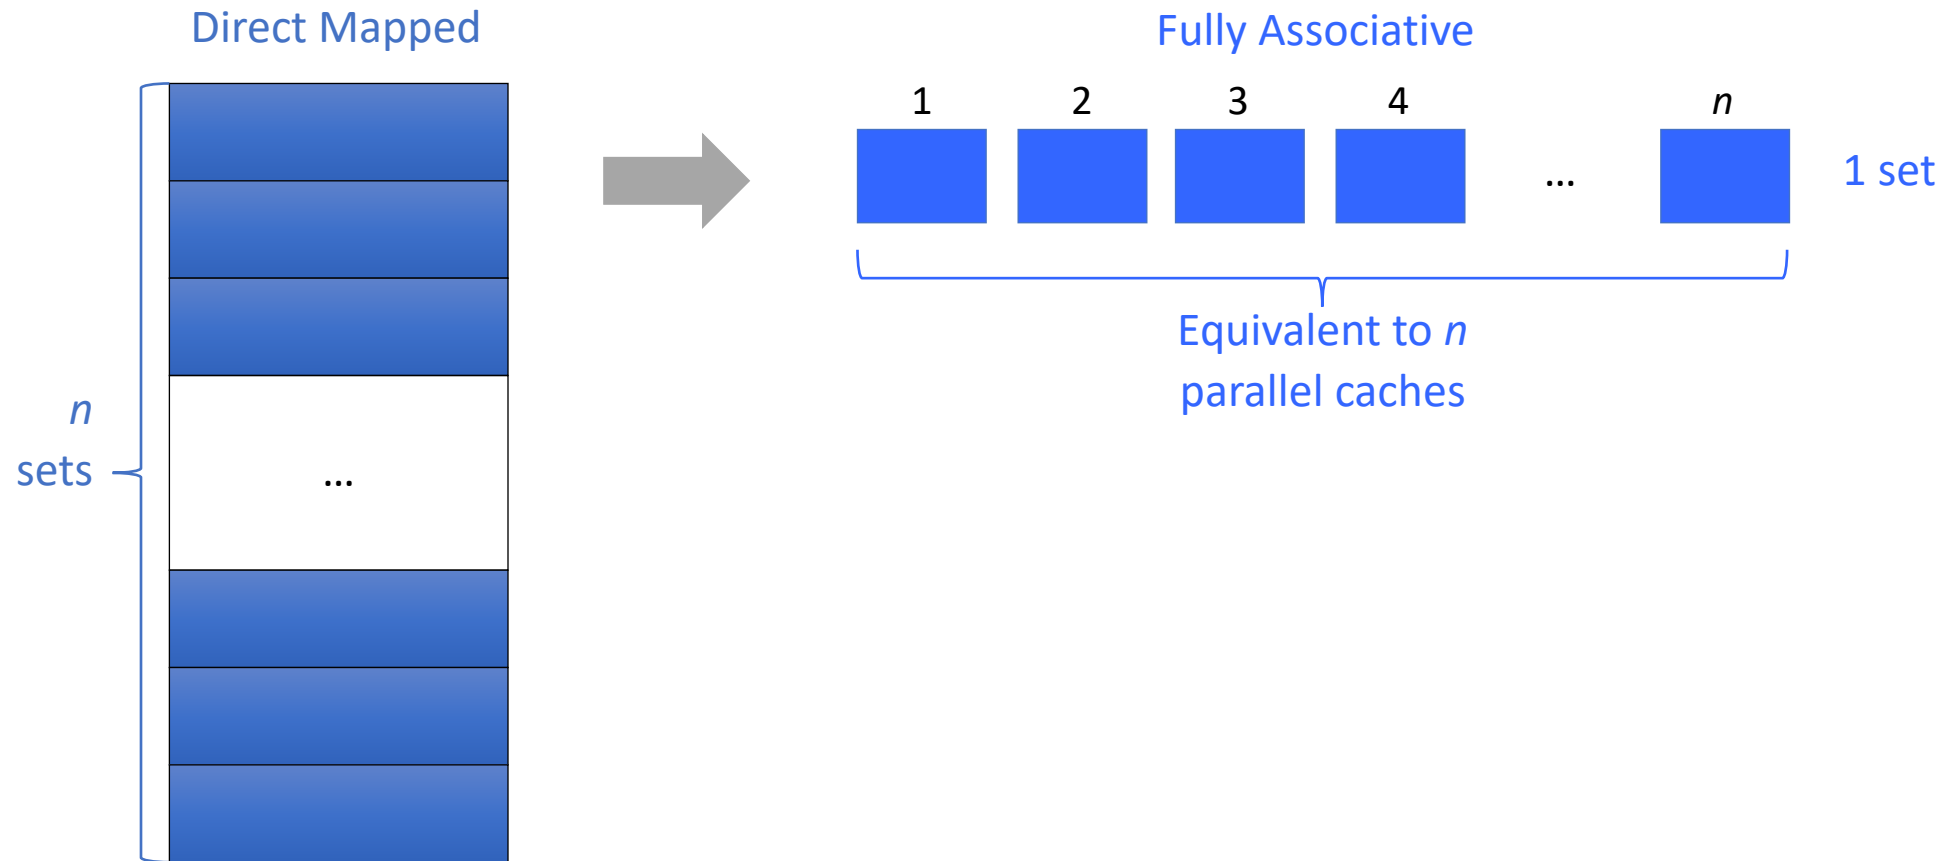 Direct Mapped
n
sets
...
Fully Associative
1 2 3 4 ... n
1 set
Equivalent to n
parallel caches